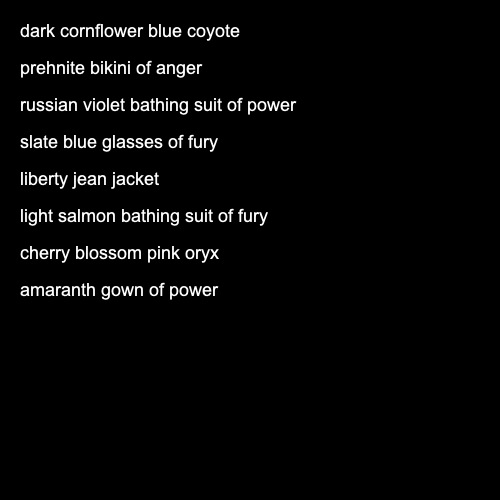 dark cornflower blue coyote
prehnite bikini of anger
russian violet bathing suit of power
slate blue glasses of fury
liberty jean jacket
light salmon bathing suit of fury
cherry blossom pink oryx
amaranth gown of power